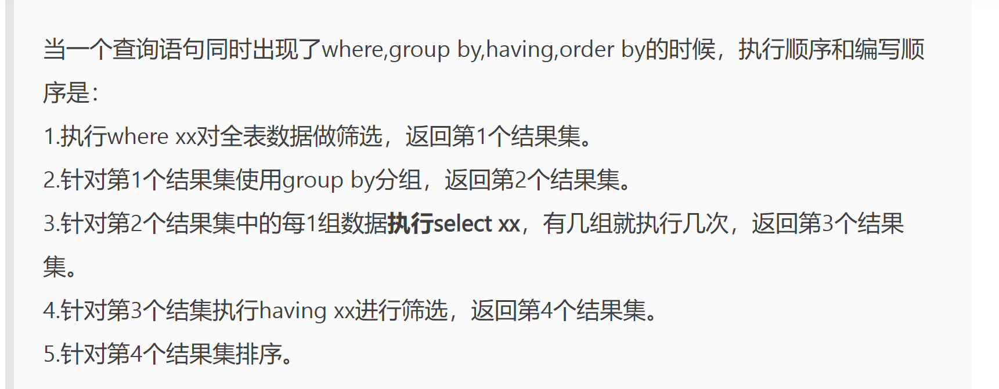 当一个查询语句同时出现了where,group by,having,order by的时候，执行顺序和编写顺
序是：
1.执行where xx对全表数据做筛选，返回第1个结果集。
2.针对第1个结果集使用group by分组，返回第2个结果集。
3.针对第2个结果集中的每1组数据执行select xx，有几组就执行几次，返回第3个结果
集。
4.针对第3个结集执行having xx进行筛选，返回第4个结果集。
5.针对第4个结果集排序。